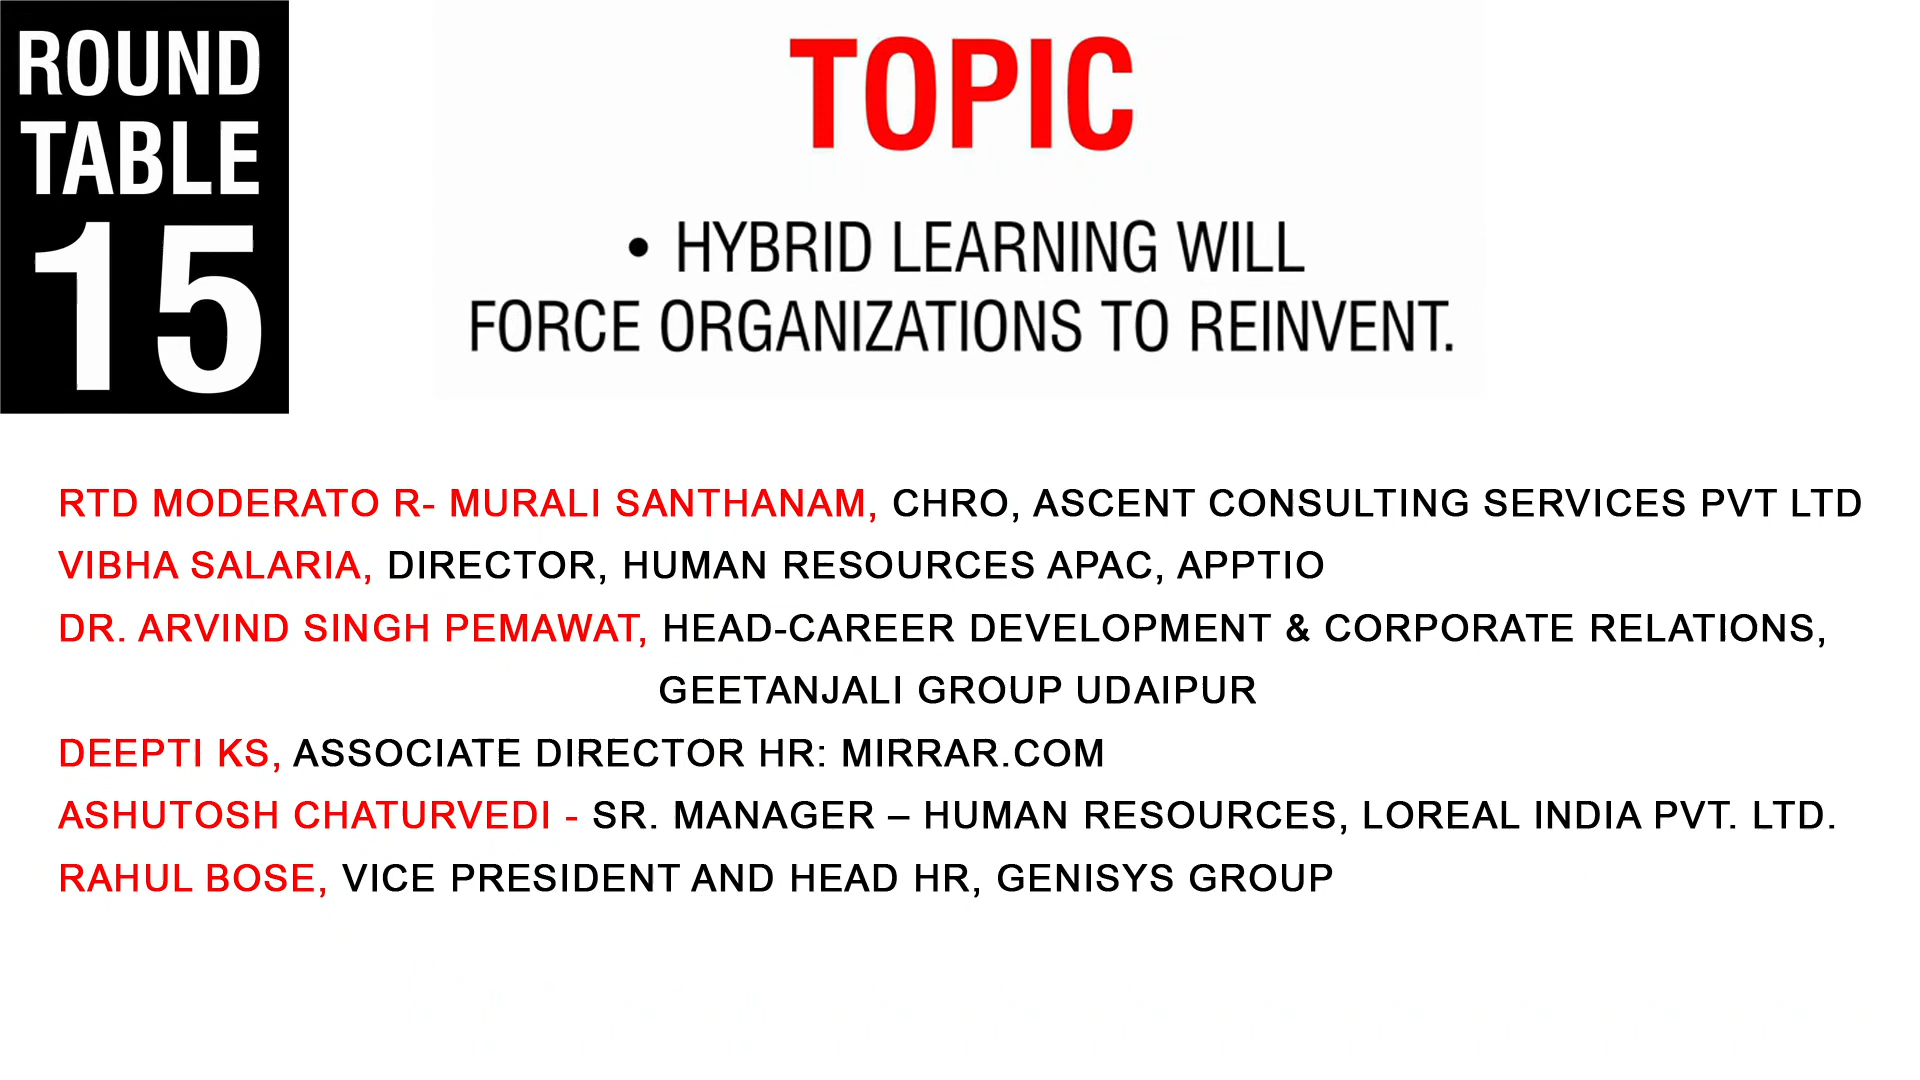 ROUND
TABLE
15
TOPIC
• HYBRID LEARNING WILL
FORCE ORGANIZATIONS TO REINVENT.
RTD MODERATO R- MURALI SANTHANAM, CHRO, ASCENT CONSULTING SERVICES PVT LTD
VIBHA SALARIA, DIRECTOR, HUMAN RESOURCES APAC, APPTIO
DR. ARVIND SINGH PEMAWAT, HEAD-CAREER DEVELOPMENT & CORPORATE RELATIONS,
GEETANJALI GROUP UDAIPUR
DEEPTI KS, ASSOCIATE DIRECTOR HR: MIRRAR.COM
ASHUTOSH CHATURVEDI - SR. MANAGER – HUMAN RESOURCES, LOREAL INDIA PVT. LTD.
RAHUL BOSE, VICE PRESIDENT AND HEAD HR, GENISYS GROUP